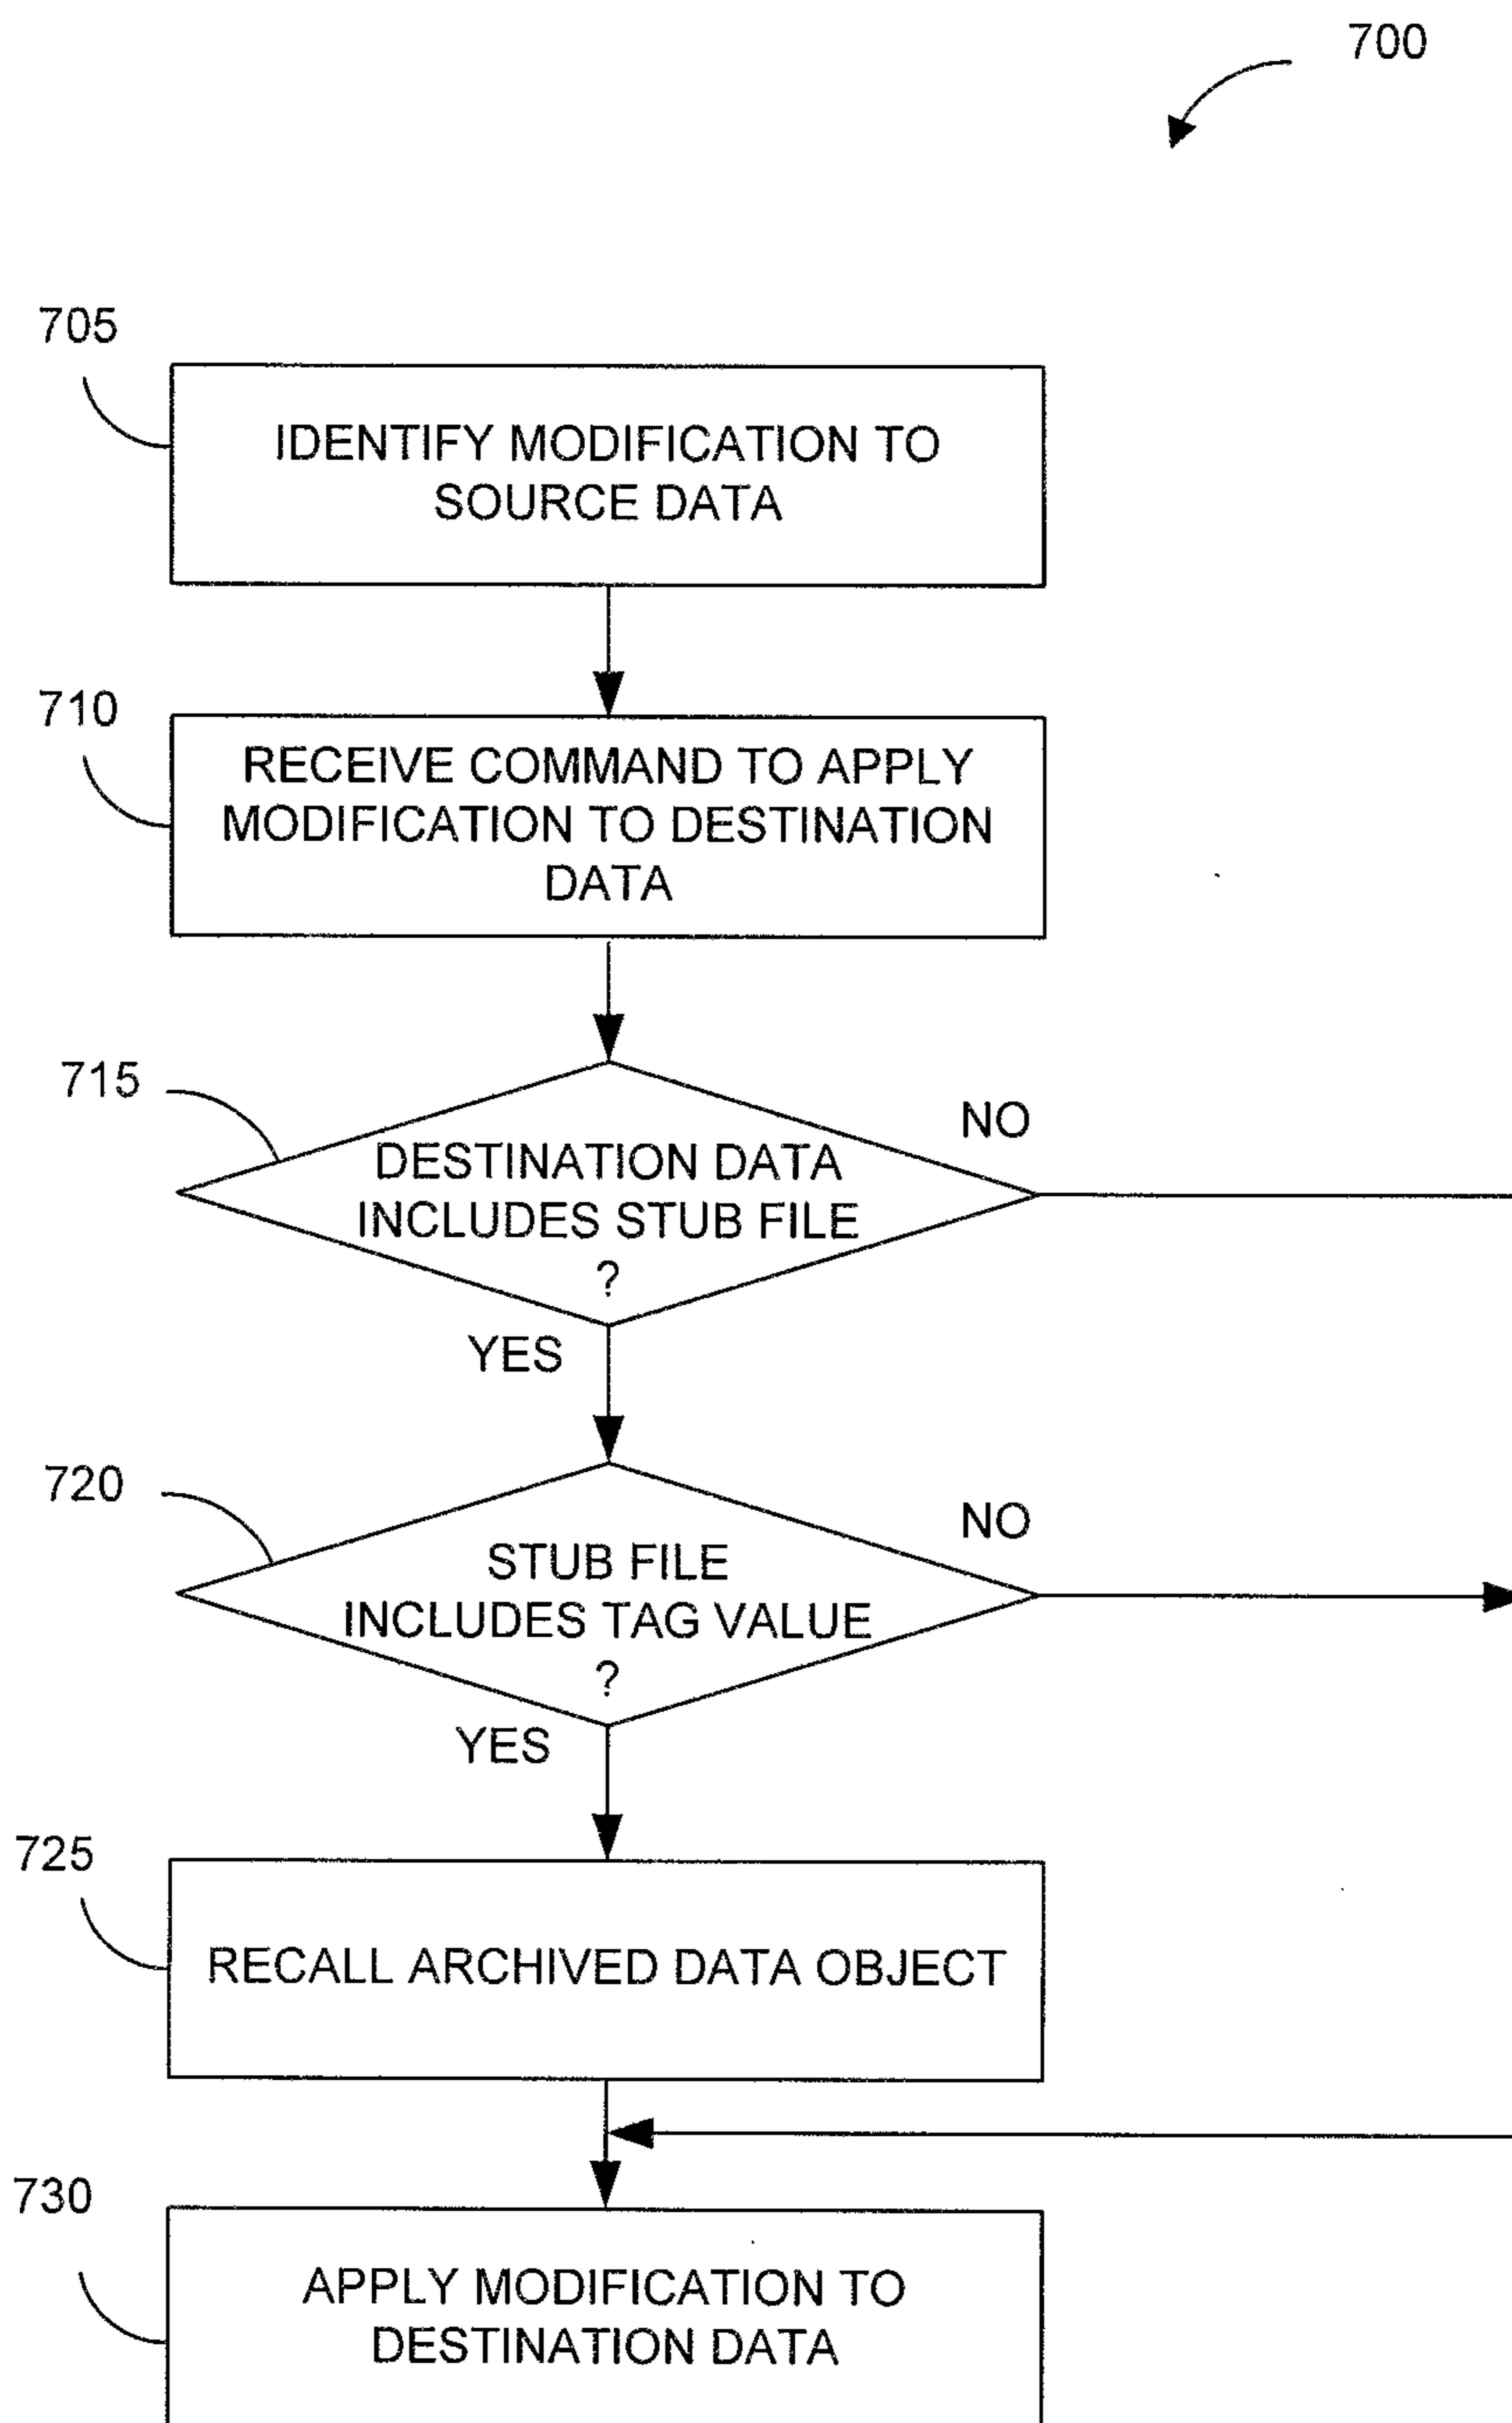 700
705
IDENTIFY MODIFICATION TO
SOURCE DATA
710
RECEIVE COMMAND TO APPLY
MODIFICATION TO DESTINATION
DATA
715
NO
DESTINATION DATA
INCLUDES STUB FILE
?
YES
720
NO
STUB FILE
INCLUDES TAG VALUE
?
YES
725
RECALL ARCHIVED DATA OBJECT
730
APPLY MODIFICATION TO
DESTINATION DATA